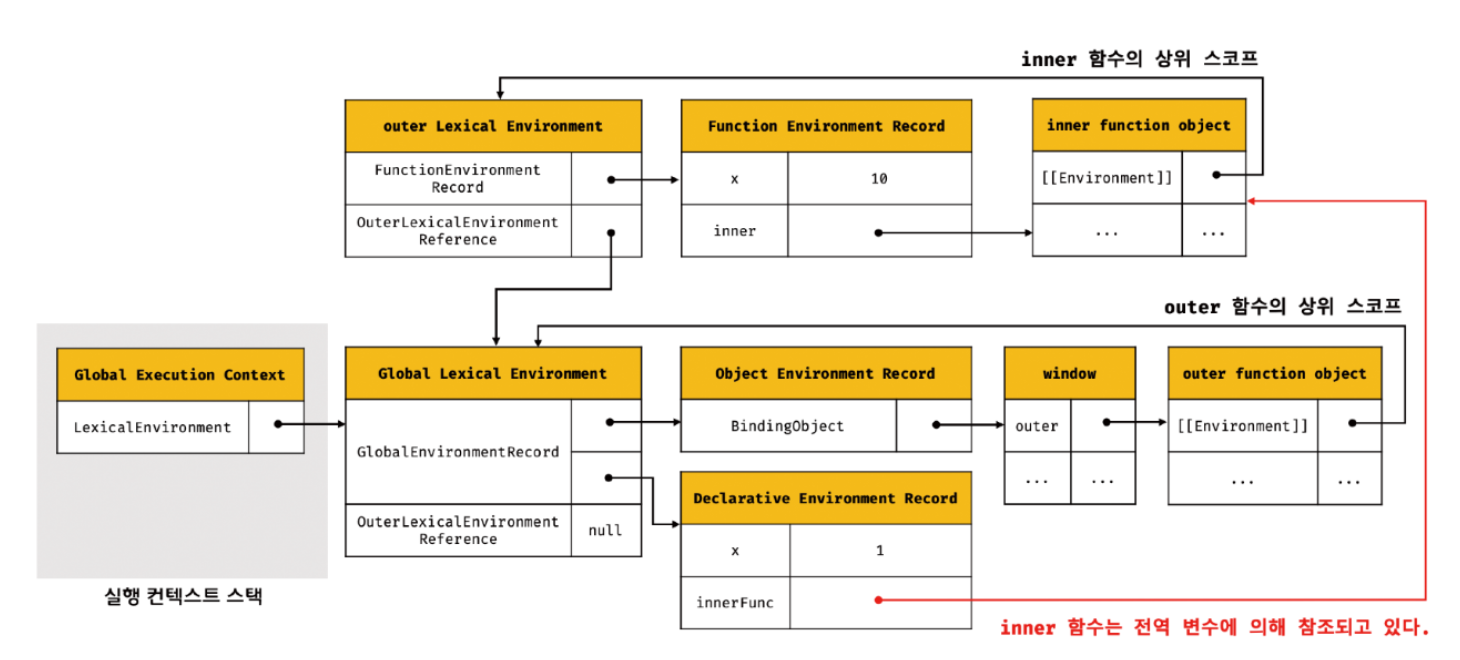 inner 함수의 상위 스코프
outer Lexical Environment
FunctionEnvironment
Record
OuterLexicalEnvironment
Reference
Function Environment Record
x 10
inner
inner function object
[[Environment]]
... ...
outer 함수의 상위 스코프
Global Execution Context
LexicalEnvironment
실행 컨텍스트 스택
Global Lexical Environment
GlobalEnvironmentRecord
OuterLexicalEnvironment
Reference
null
Object Environment Record
BindingObject
window
outer
... ...
outer function object
[[Environment]]
... ...
Declarative Environment Record
x 1
innerFunc
inner 함수는 전역 변수에 의해 참조되고 있다.